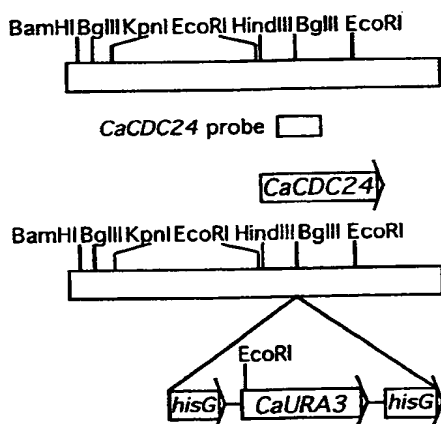 BamHI BglII KpnI EcoRI HindIII BglII EcoRI
CaCDC24 probe
CaCDC24
BamHI BglII KpnI EcoRI HindIII BglII EcoRI
EcoRI
hisG CaURA3 hisG